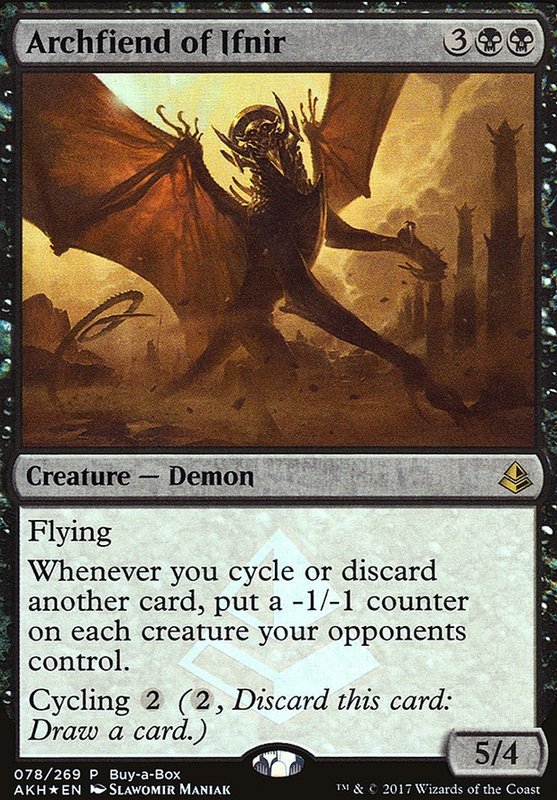 Archfiend of Ifnir 3
Creature — Demon
Flying
Whenever you cycle or discard
another card, put a -1/-1 counter
on each creature your opponents
control.
Cycling 2 (2, Discard this card:
Draw a card.)
5/4
078/269 P Buy-a-Box
AKH★EN Slawomir Maniak
™ & © 2017 Wizards of the Coast